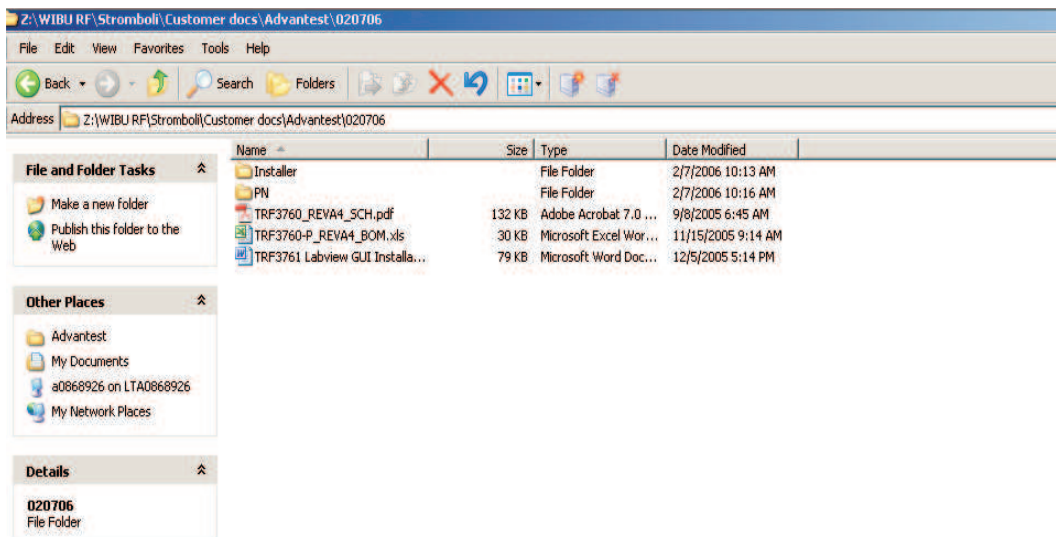 Z:\WIBU RF\Stromboli\Customer docs\Advantest\020706
File Edit View Favorites Tools Help
Back Search Folders
Address Z:\WIBU RF\Stromboli\Customer docs\Advantest\020706
Name Size Type Date Modified
File and Folder Tasks
Make a new folder
Publish this folder to the
Web
Other Places
Advantest
My Documents
a0868926 on LTA0868926
My Network Places
Details
020706
File Folder
Installer File Folder 2/7/2006 10:13 AM
PN File Folder 2/7/2006 10:16 AM
TRF3760_REVA4_SCH.pdf 132 KB Adobe Acrobat 7.0 ... 9/8/2005 6:45 AM
TRF3760-P_REVA4_BOM.xls 30 KB Microsoft Excel Wor... 11/15/2005 9:14 AM
TRF3761 Labview GUI Installa... 79 KB Microsoft Word Doc... 12/5/2005 5:14 PM